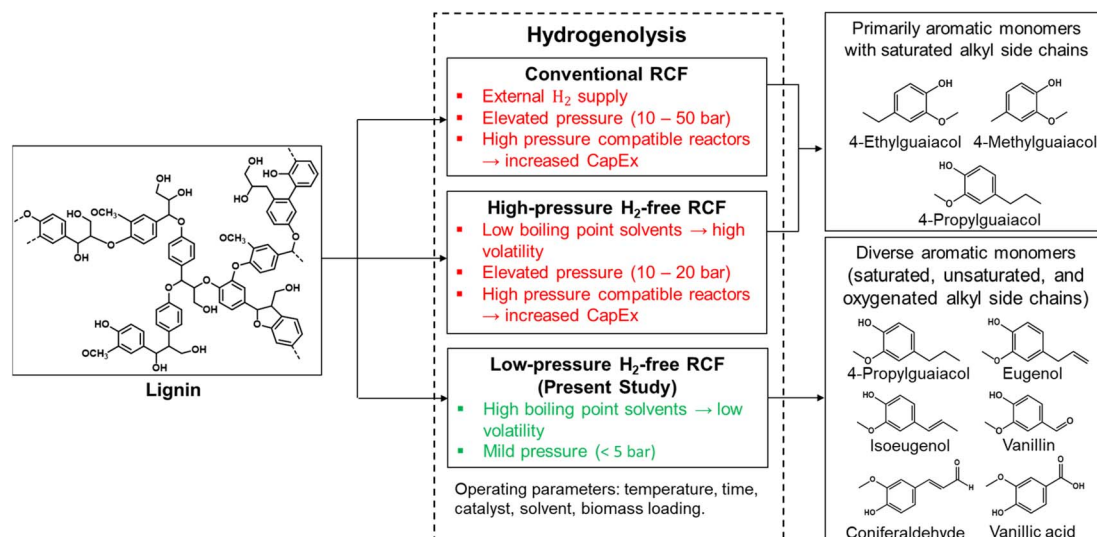 Hydrogenolysis
Conventional RCF
▪ External H₂ supply
▪ Elevated pressure (10 – 50 bar)
▪ High pressure compatible reactors
→ increased CapEx
High-pressure H₂-free RCF
▪ Low boiling point solvents → high
volatility
▪ Elevated pressure (10 – 20 bar)
▪ High pressure compatible reactors
→ increased CapEx
Low-pressure H₂-free RCF
(Present Study)
▪ High boiling point solvents → low
volatility
▪ Mild pressure (< 5 bar)
Operating parameters: temperature, time,
catalyst, solvent, biomass loading.
OH
OH
OH
OH
OCH₃
HO
O
O
OH
HO
O
OH
O
O
OCH₃
O
O
O
OH
OH
O
O
HO
OCH₃
OH
OH
Lignin
Primarily aromatic monomers
with saturated alkyl side chains
OH
O
4-Ethylguaiacol
OH
O
4-Methylguaiacol
HO
O
4-Propylguaiacol
Diverse aromatic monomers
(saturated, unsaturated, and
oxygenated alkyl side chains)
HO
O
4-Propylguaiacol
HO
O
Eugenol
HO
O
Isoeugenol
HO
O
O
Vanillin
O
O
H
HO
Coniferaldehyde
O
O
OH
HO
Vanillic acid